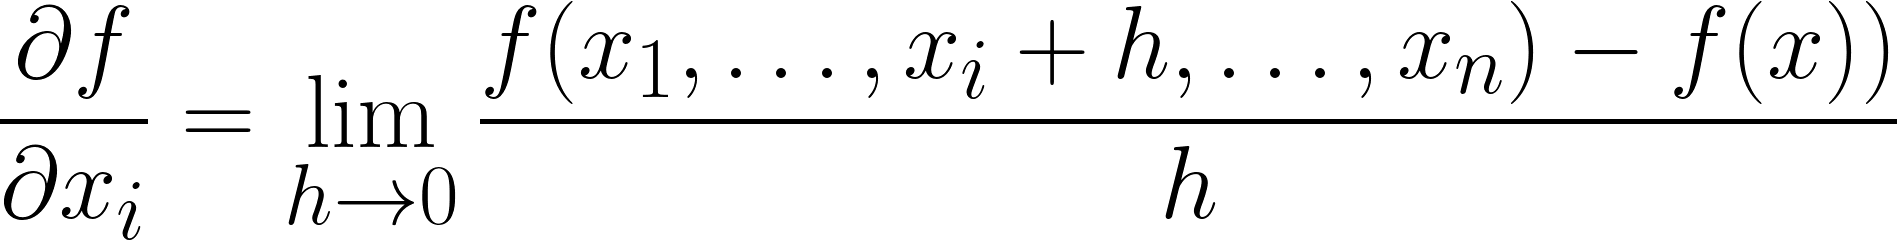 ∂f/∂x_i = lim_{h→0} f(x_1, ..., x_i + h, ..., x_n) − f(x))/h